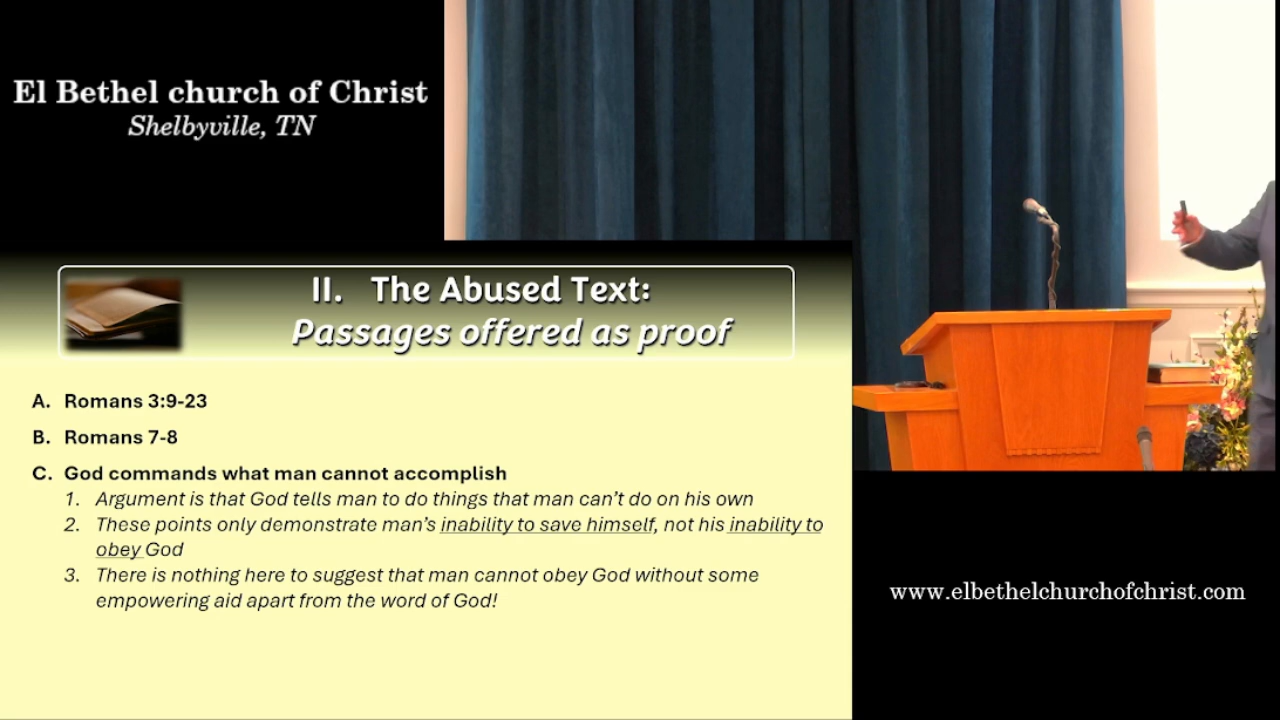 El Bethel church of Christ
Shelbyville, TN
II. The Abused Text:
Passages offered as proof
A. Romans 3:9-23
B. Romans 7-8
C. God commands what man cannot accomplish
1. Argument is that God tells man to do things that man can’t do on his own
2. These points only demonstrate man’s inability to save himself, not his inability to
obey God
3. There is nothing here to suggest that man cannot obey God without some
empowering aid apart from the word of God!
www.elbethelchurchofchrist.com